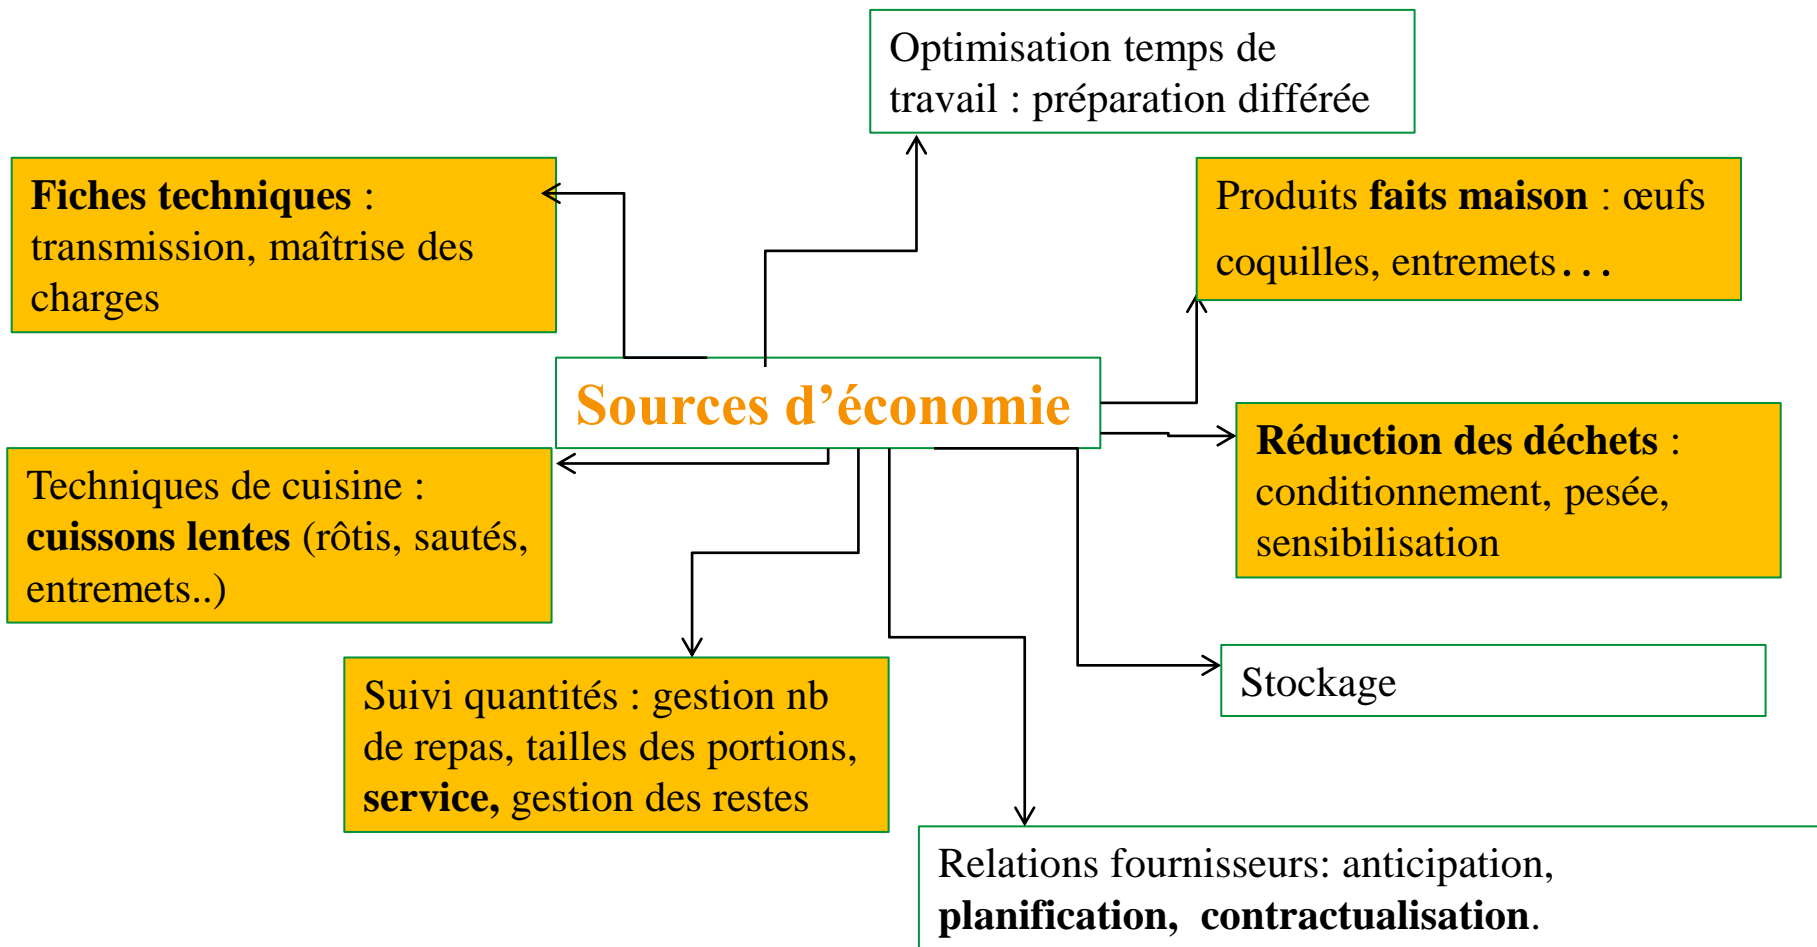 Optimisation temps de
travail : préparation différée
Fiches techniques :
transmission, maîtrise des
charges
Produits faits maison : œufs
coquilles, entremets…
Sources d’économie
Réduction des déchets :
conditionnement, pesée,
sensibilisation
Techniques de cuisine :
cuissons lentes (rôtis, sautés,
entremets..)
Stockage
Suivi quantités : gestion nb
de repas, tailles des portions,
service, gestion des restes
Relations fournisseurs: anticipation,
planification, contractualisation.